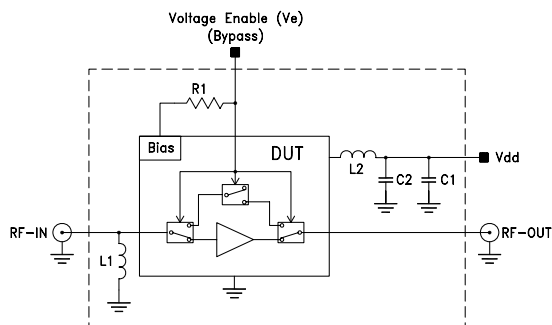 Voltage Enable (Ve)
(Bypass)
R1
Bias
DUT
L2
C2
C1
Vdd
RF-IN
L1
RF-OUT